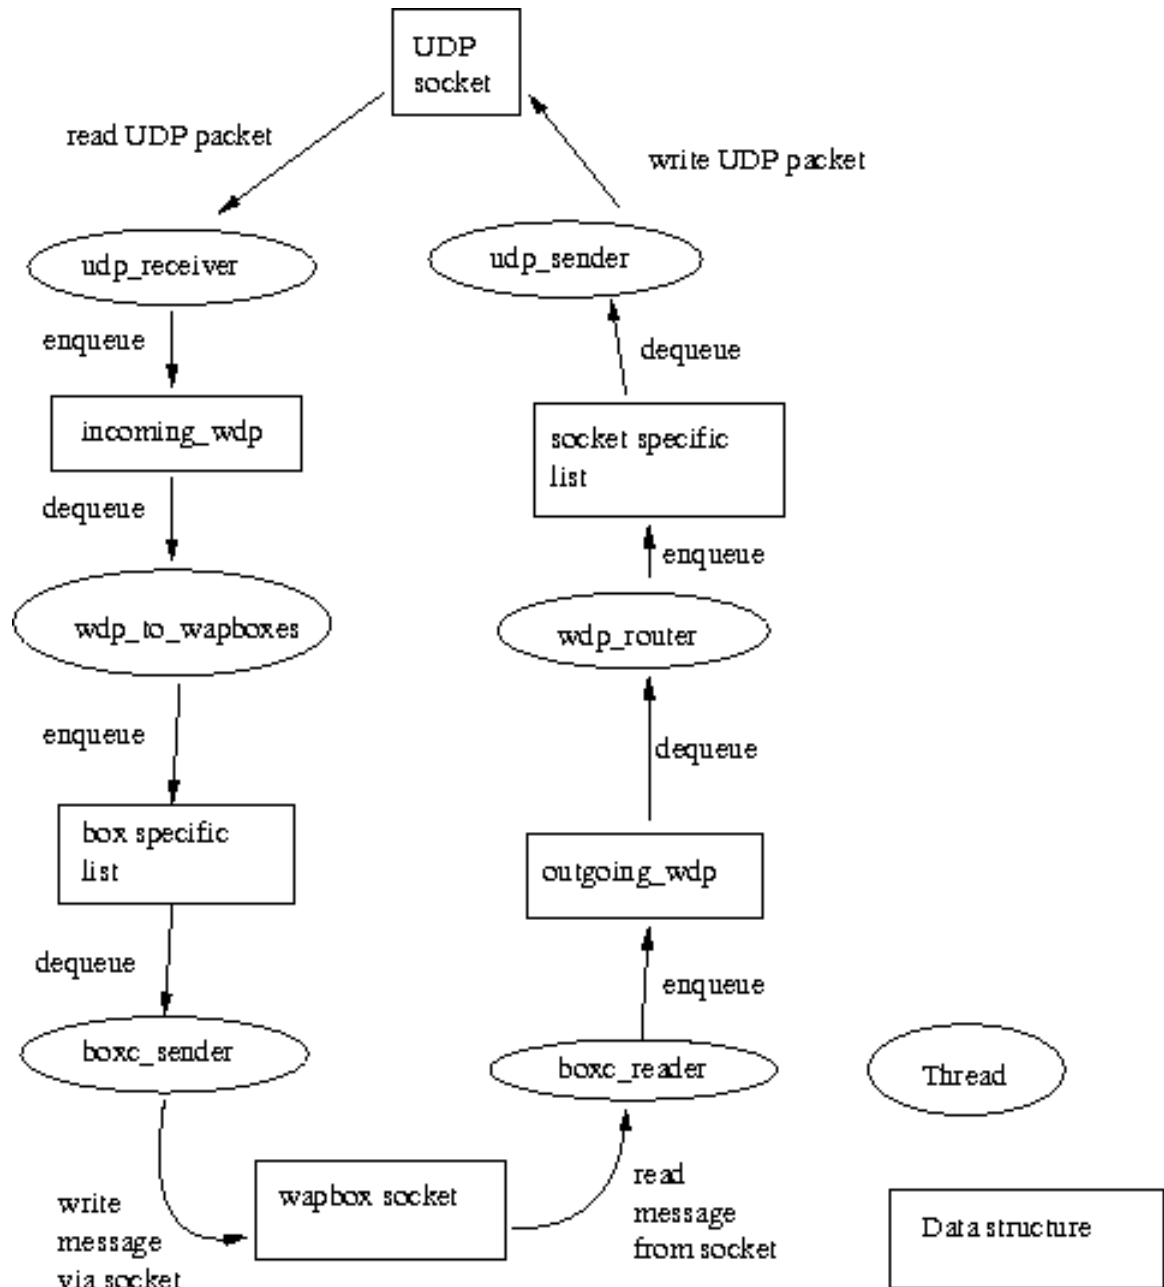 UDP
socket
read UDP packet
write UDP packet
udp_receiver
udp_sender
enqueue
dequeue
incoming_wdp
socket specific
list
dequeue
enqueue
wdp_to_wapboxes
wdp_router
enqueue
dequeue
box specific
list
outgoing_wdp
dequeue
enqueue
boxc_sender
boxc_reader
Thread
wapbox socket
read
message
from socket
write
message
via socket
Data structure